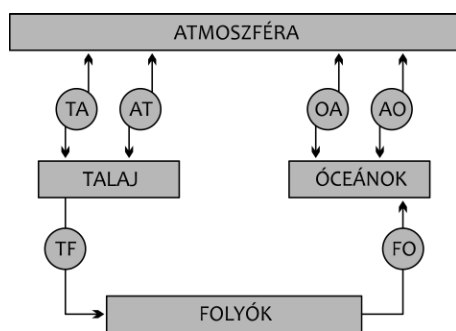 ATMOSZFÉRA
TA AT OA AO
TALAJ ÓCEÁNOK
TF FO
FOLYÓK